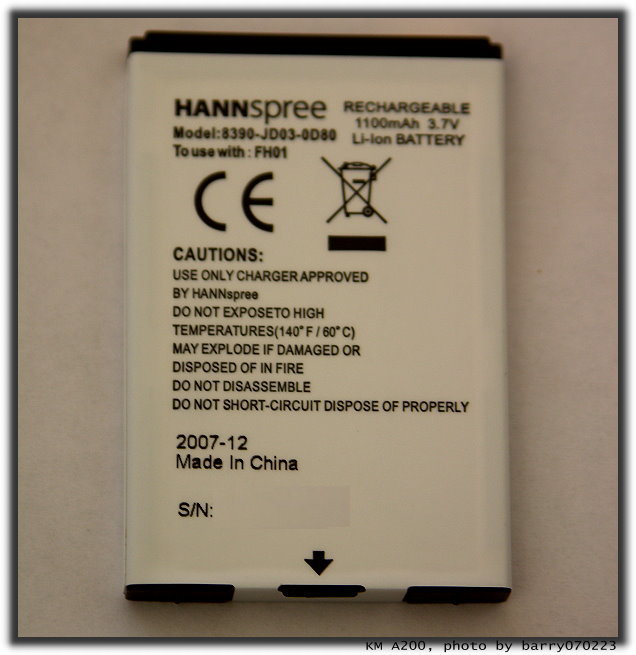 HANNspree
RECHARGEABLE
1100mAh 3.7V
Li-Ion BATTERY
Model:8390-JD03-0D80
To use with : FH01
CE
CAUTIONS:
USE ONLY CHARGER APPROVED
BY HANNspree
DO NOT EXPOSETO HIGH
TEMPERATURES(140°F / 60°C)
MAY EXPLODE IF DAMAGED OR
DISPOSED OF IN FIRE
DO NOT DISASSEMBLE
DO NOT SHORT-CIRCUIT DISPOSE OF PROPERLY
2007-12
Made In China
S/N:
KM A200, photo by barry070223